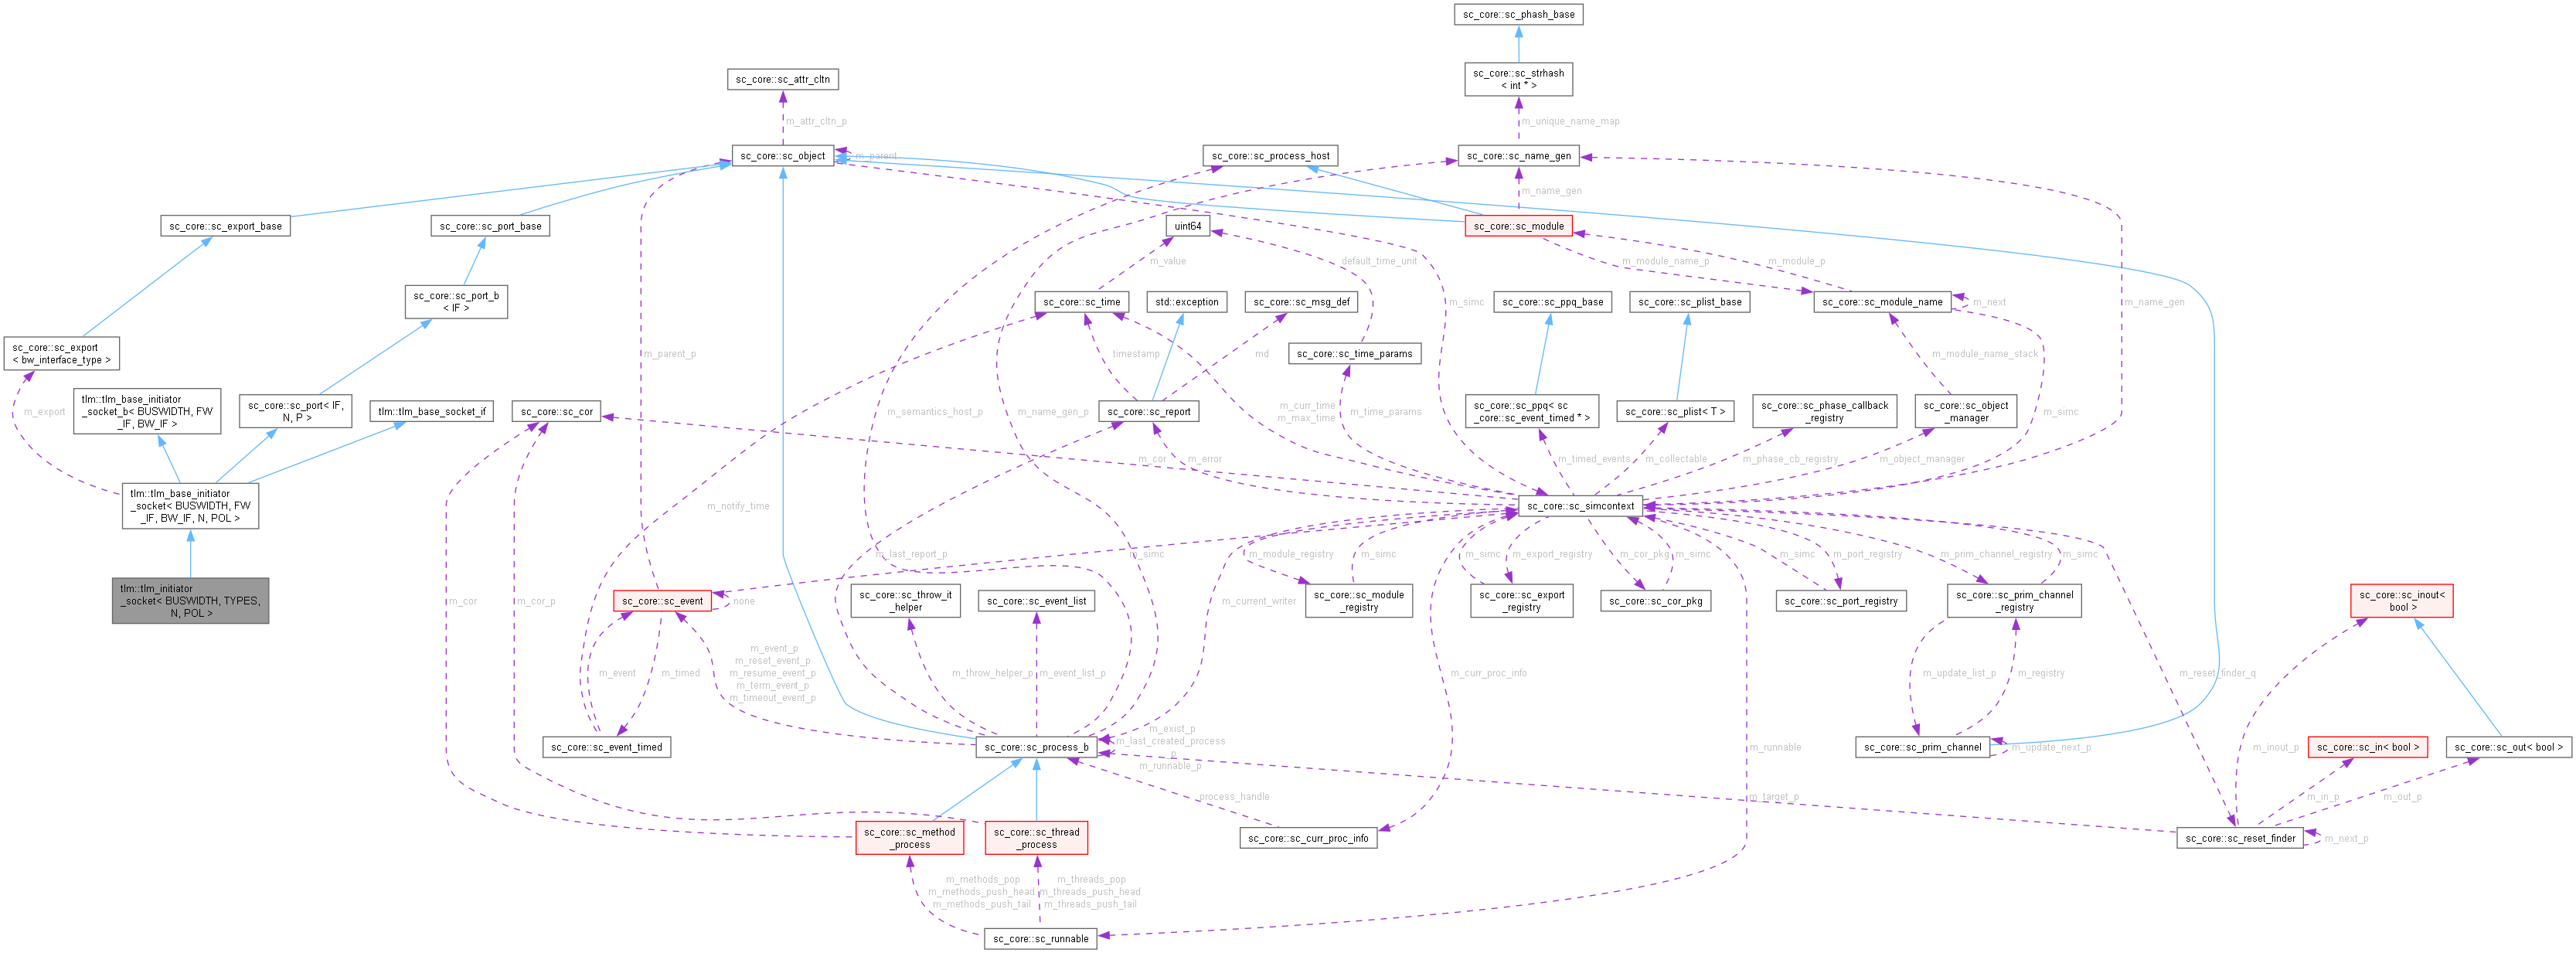 sc_core::sc_phash_base
sc_core::sc_attr_cltn
sc_core::sc_strhash
< int * >
m_attr_cltn_p
m_unique_name_map
sc_core::sc_object
m_parent
sc_core::sc_process_host
sc_core::sc_name_gen
m_name_gen
sc_core::sc_export_base
sc_core::sc_port_base
uint64
sc_core::sc_module
m_value
default_time_unit
m_module_name_p
m_module_p
sc_core::sc_port_b
< IF >
sc_core::sc_time
std::exception
sc_core::sc_msg_def
m_simc
sc_core::sc_ppq_base
sc_core::sc_plist_base
sc_core::sc_module_name
m_next
m_name_gen
sc_core::sc_export
< bw_interface_type >
m_parent_p
timestamp
md
sc_core::sc_time_params
m_module_name_stack
tlm::tlm_base_initiator
_socket_b< BUSWIDTH, FW
_IF, BW_IF >
sc_core::sc_port< IF,
N, P >
tlm::tlm_base_socket_if
m_export
sc_core::sc_cor
m_semantics_host_p
m_name_gen_p
sc_core::sc_report
m_curr_time
m_max_time
m_time_params
sc_core::sc_ppq< sc
_core::sc_event_timed * >
sc_core::sc_plist< T >
sc_core::sc_phase_callback
_registry
sc_core::sc_object
_manager
m_simc
m_cor
m_error
m_timed_events
m_collectable
m_phase_cb_registry
m_object_manager
tlm::tlm_base_initiator
_socket< BUSWIDTH, FW
_IF, BW_IF, N, POL >
m_notify_time
sc_core::sc_simcontext
m_last_report_p
m_simc
m_module_registry
m_simc
m_simc
m_export_registry
m_cor_pkg
m_simc
m_simc
m_port_registry
m_prim_channel_registry
m_simc
tlm::tlm_initiator
_socket< BUSWIDTH, TYPES,
N, POL >
m_cor
m_cor_p
sc_core::sc_event
none
sc_core::sc_throw_it
_helper
sc_core::sc_event_list
m_current_writer
sc_core::sc_module
_registry
sc_core::sc_export
_registry
sc_core::sc_cor_pkg
sc_core::sc_port_registry
sc_core::sc_prim_channel
_registry
sc_core::sc_inout<
bool >
m_event
m_timed
m_event_p
m_reset_event_p
m_resume_event_p
m_term_event_p
m_timeout_event_p
m_throw_helper_p
m_event_list_p
m_curr_proc_info
m_update_list_p
m_registry
m_reset_finder_q
sc_core::sc_event_timed
sc_core::sc_process_b
m_exist_p
m_last_created_process
_p
m_runnable_p
m_runnable
sc_core::sc_prim_channel
m_update_next_p
m_inout_p
sc_core::sc_in< bool >
sc_core::sc_out< bool >
process_handle
m_target_p
m_in_p
m_out_p
sc_core::sc_method
_process
sc_core::sc_thread
_process
sc_core::sc_curr_proc_info
sc_core::sc_reset_finder
m_next_p
m_methods_pop
m_methods_push_head
m_methods_push_tail
m_threads_pop
m_threads_push_head
m_threads_push_tail
sc_core::sc_runnable